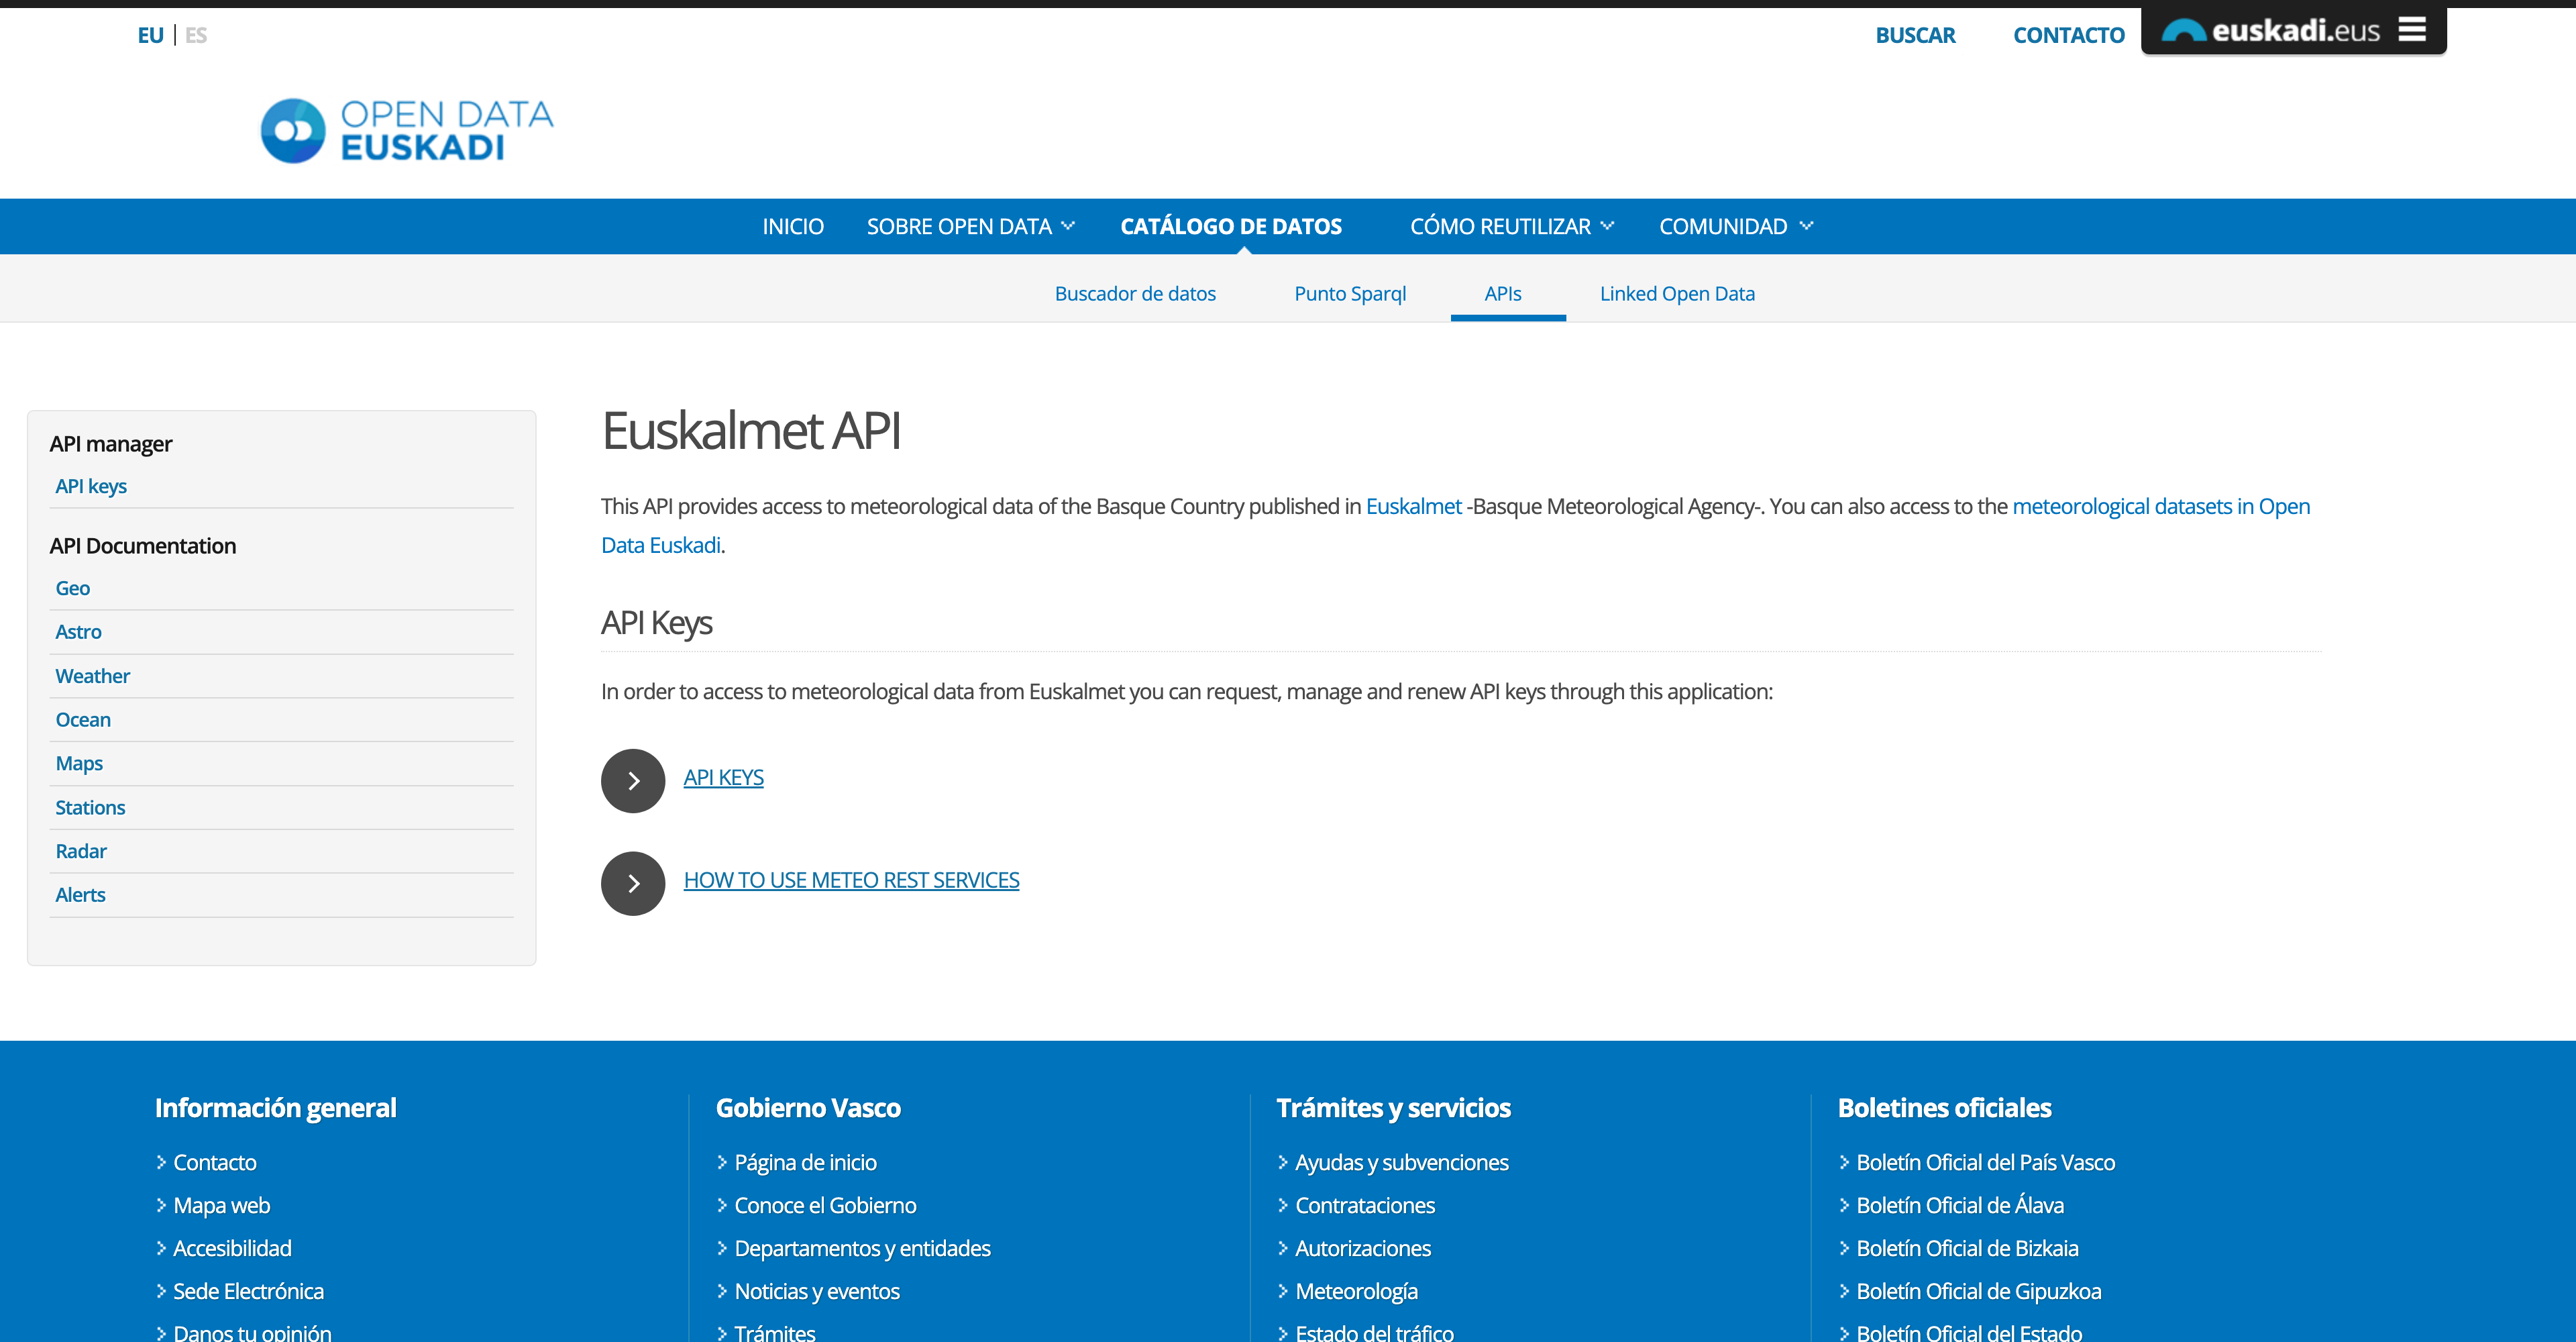 EU | ES
BUSCAR CONTACTO euskadi.eus
OPEN DATA
EUSKADI
INICIO SOBRE OPEN DATA CATÁLOGO DE DATOS CÓMO REUTILIZAR COMUNIDAD
Buscador de datos Punto Sparql APIs Linked Open Data
API manager
API keys
API Documentation
Geo
Astro
Weather
Ocean
Maps
Stations
Radar
Alerts
Euskalmet API
This API provides access to meteorological data of the Basque Country published in Euskalmet -Basque Meteorological Agency-. You can also access to the meteorological datasets in Open
Data Euskadi.
API Keys
In order to access to meteorological data from Euskalmet you can request, manage and renew API keys through this application:
API KEYS
HOW TO USE METEO REST SERVICES
Información general
Contacto
Mapa web
Accesibilidad
Sede Electrónica
Danos tu opinión
Gobierno Vasco
Página de inicio
Conoce el Gobierno
Departamentos y entidades
Noticias y eventos
Trámites
Trámites y servicios
Ayudas y subvenciones
Contrataciones
Autorizaciones
Meteorología
Estado del tráfico
Boletines oficiales
Boletín Oficial del País Vasco
Boletín Oficial de Álava
Boletín Oficial de Bizkaia
Boletín Oficial de Gipuzkoa
Boletín Oficial del Estado